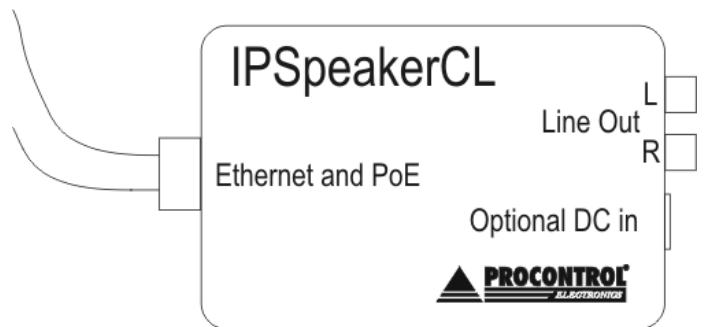 IPSpeakerCL
L
Line Out
R
Ethernet and PoE
Optional DC in
PROCONTROL®
ELECTRONICS